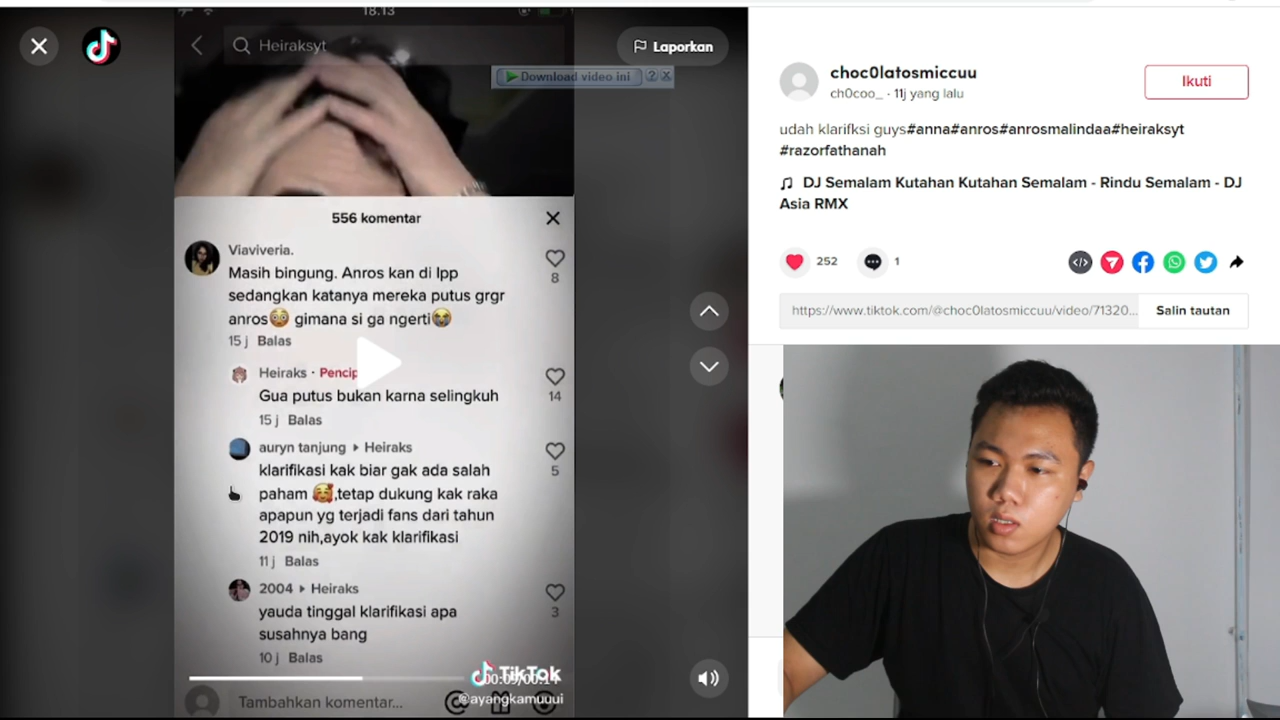 18.13
Heiraksyt
Laporkan
Download video ini
?
556 komentar
Viaviveria.
Masih bingung. Anros kan di lpp
sedangkan katanya mereka putus grgr
anros😳 gimana si ga ngerti😭
8
15 j Balas
Heiraks · Pencip
Gua putus bukan karna selingkuh
14
15 j Balas
auryn tanjung ▸ Heiraks
klarifikasi kak biar gak ada salah
5
paham 🥰,tetap dukung kak raka
apapun yg terjadi fans dari tahun
2019 nih,ayok kak klarifikasi
11 j Balas
2004 ▸ Heiraks
yauda tinggal klarifikasi apa
3
susahnya bang
10 j Balas
TikTok
00:09/00:14
@ayangkamuuui
Tambahkan komentar...
choc0latosmiccuu
ch0coo_ · 11j yang lalu
Ikuti
udah klarifksi guys#anna#anros#anrosmalindaa#heiraksyt
#razorfathanah
DJ Semalam Kutahan Kutahan Semalam - Rindu Semalam - DJ
Asia RMX
252
1
https://www.tiktok.com/@choc0latosmiccuu/video/71320...
Salin tautan